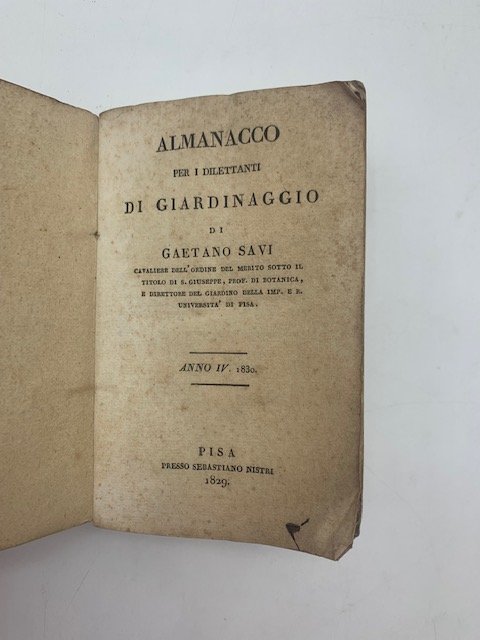 ALMANACCO
PER I DILETTANTI
DI GIARDINAGGIO
DI
GAETANO SAVI
CAVALIERE DELL'ORDINE DEL MERITO SOTTO IL
TITOLO DI S. GIUSEPPE, PROF. DI BOTANICA,
E DIRETTORE DEL GIARDINO DELLA IMP. E R.
UNIVERSITA' DI PISA.
ANNO IV. 1830.
PISA
PRESSO SEBASTIANO NISTRI
1829.